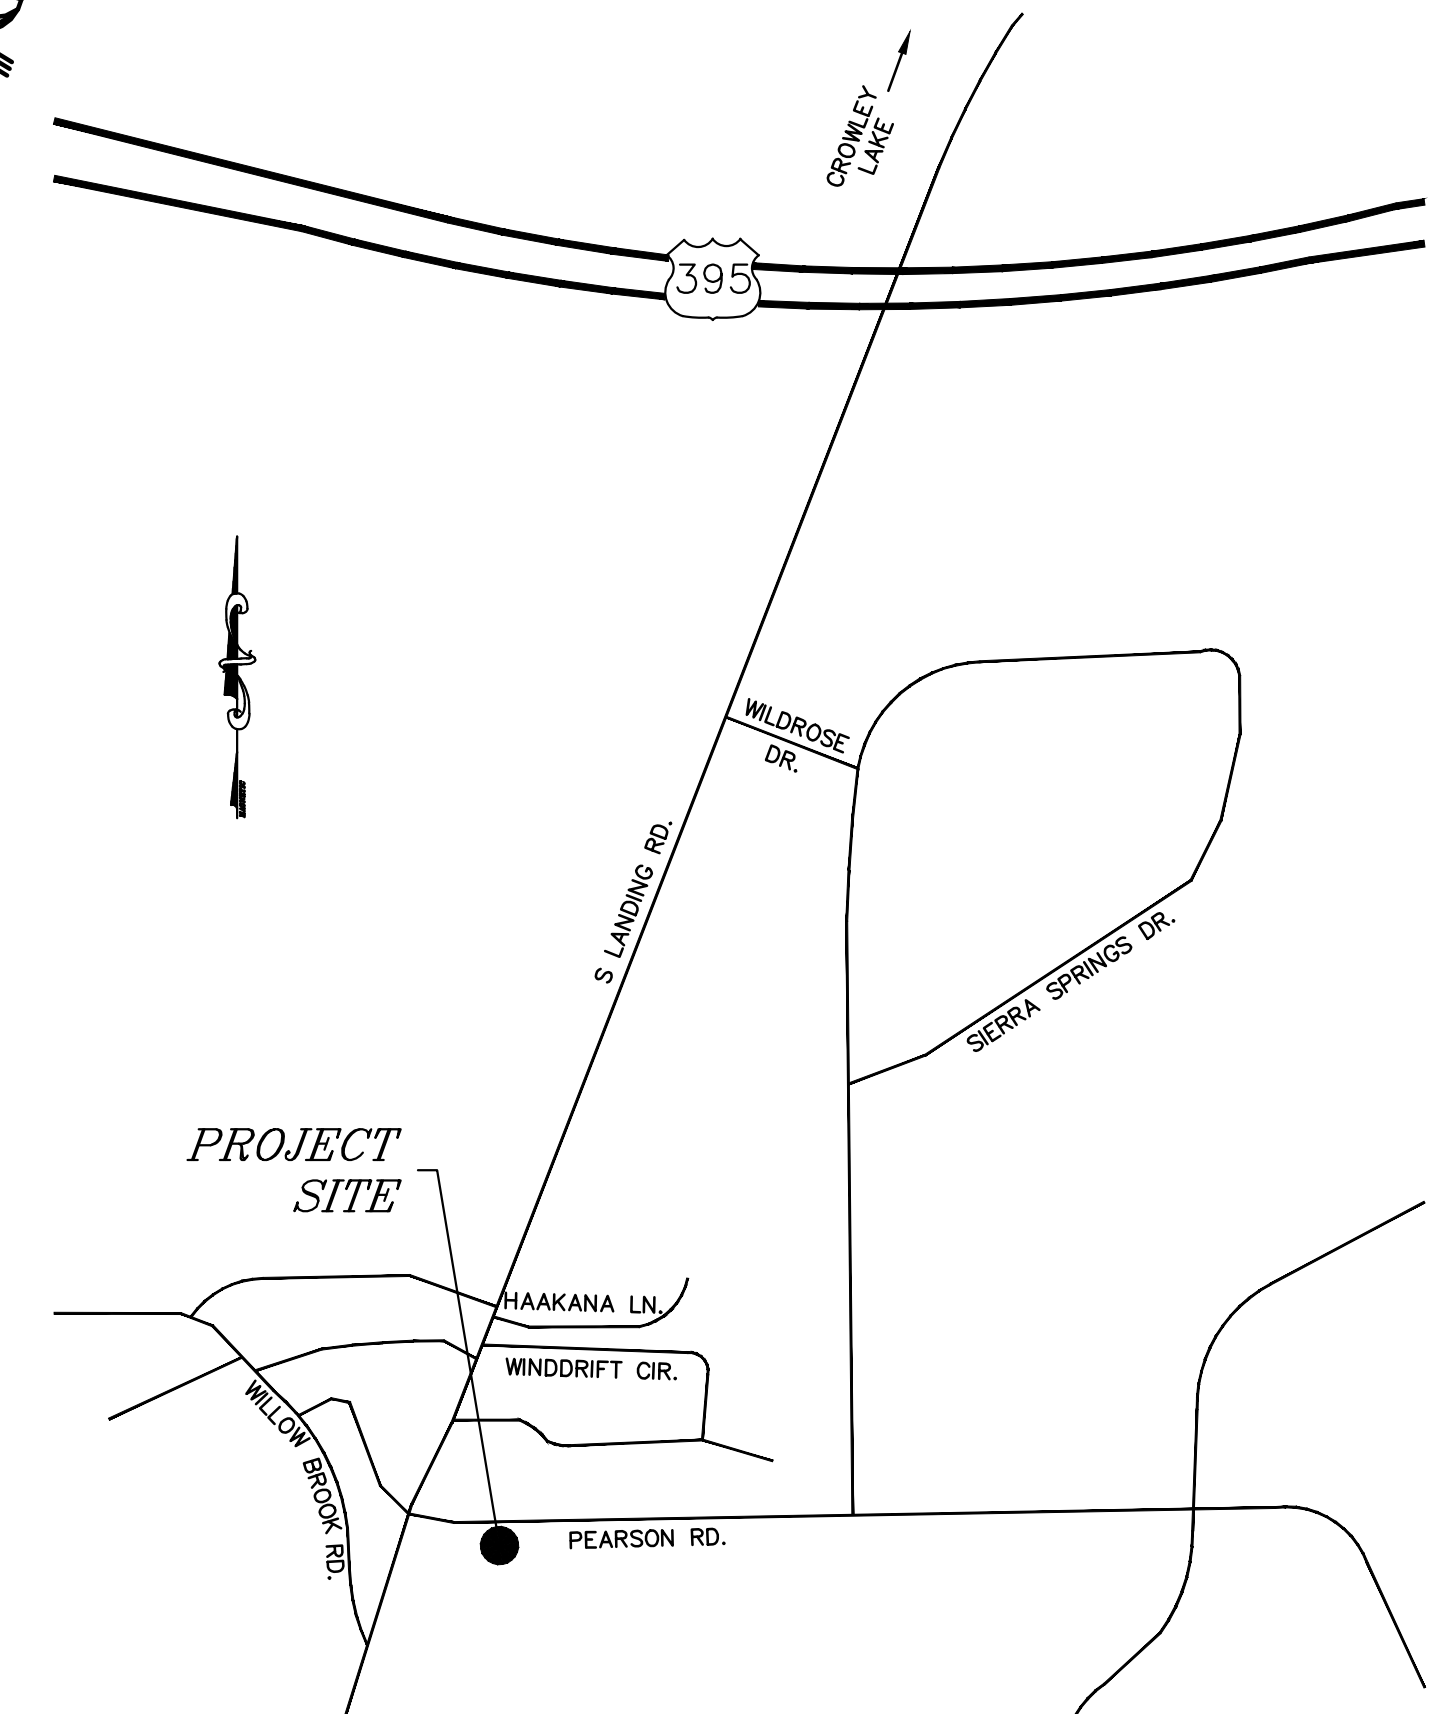 CROWLEY
LAKE
395
WILDROSE
DR.
S LANDING RD.
SIERRA SPRINGS DR.
PROJECT
SITE
HAAKANA LN.
WINDDRIFT CIR.
WILLOW BROOK RD.
PEARSON RD.